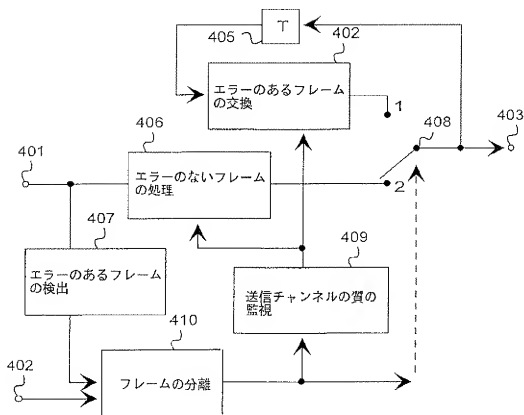 T
405
402
エラーのあるフレーム
の交換
1
408
403
401
406
エラーのないフレーム
の処理
2
407
エラーのあるフレーム
の検出
409
送信チャンネルの質の
監視
410
402
フレームの分離